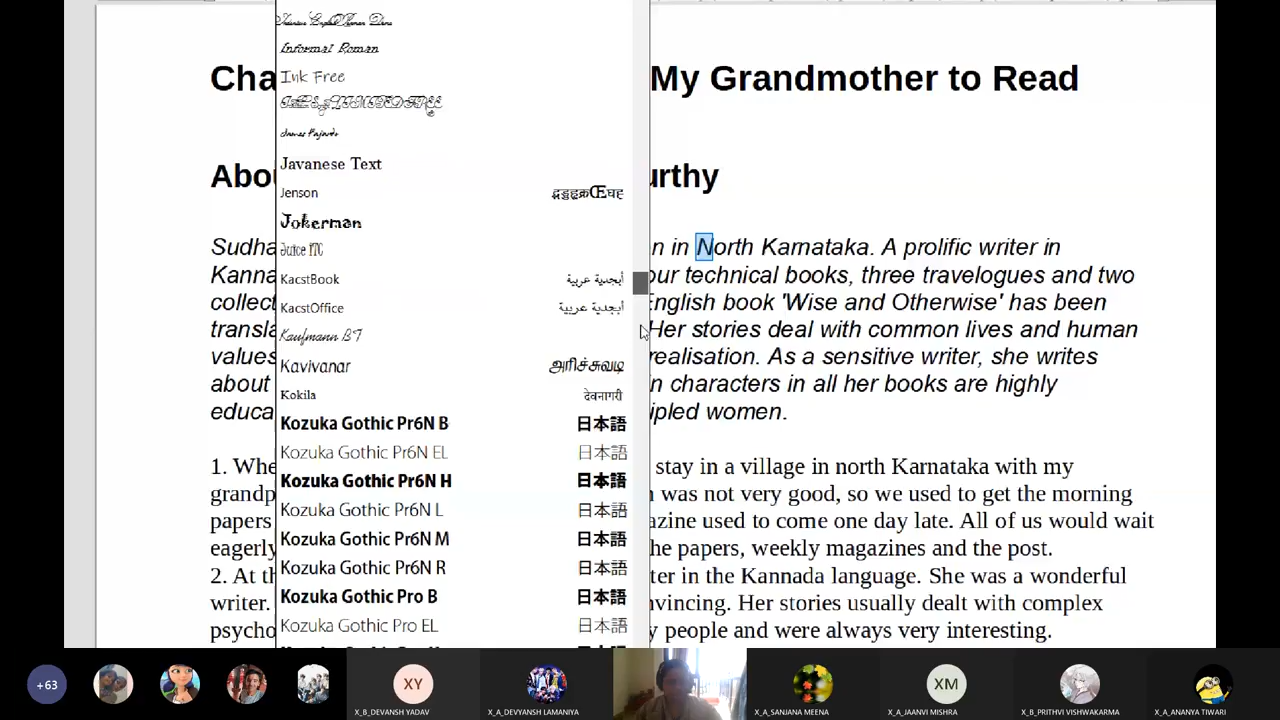 Informal Roman
Ink Free
Javanese Text
Jenson
Jokerman
Juice ITC
KacstBook أبجدية عربية
KacstOffice أبجدية عربية
Kaufmann BT
Kavivanar அரிச்சுவடி
Kokila देवनागरी
Kozuka Gothic Pr6N B 日本語
Kozuka Gothic Pr6N EL 日本語
Kozuka Gothic Pr6N H 日本語
Kozuka Gothic Pr6N L 日本語
Kozuka Gothic Pr6N M 日本語
Kozuka Gothic Pr6N R 日本語
Kozuka Gothic Pro B 日本語
Kozuka Gothic Pro EL 日本語
Cha My Grandmother to Read
Abou urthy
Sudha n in North Karnataka. A prolific writer in
Kanna our technical books, three travelogues and two
collect English book 'Wise and Otherwise' has been
transla Her stories deal with common lives and human
values realisation. As a sensitive writer, she writes
about in characters in all her books are highly
educa ipled women.
1. Whe stay in a village in north Karnataka with my
grandp n was not very good, so we used to get the morning
papers azine used to come one day late. All of us would wait
eagerly he papers, weekly magazines and the post.
2. At th ter in the Kannada language. She was a wonderful
writer. nvincing. Her stories usually dealt with complex
psycho y people and were always very interesting.
+63
XY
XM
X_B_DEVANSH YADAV
X_A_DEVYANSH LAMANIYA
X_A_SANJANA MEENA
X_A_JAANVI MISHRA
X_B_PRITHVI VISHWAKARMA
X_A_ANANYA TIWARI